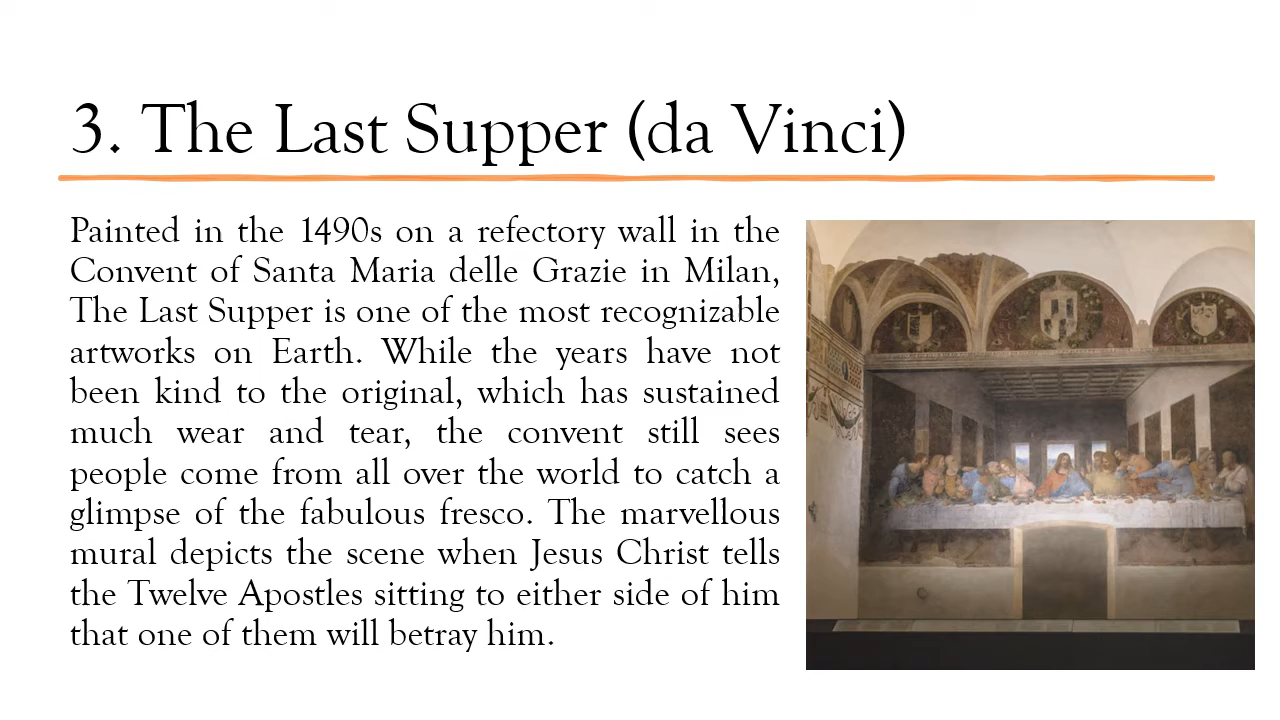 3. The Last Supper (da Vinci)
Painted in the 1490s on a refectory wall in the
Convent of Santa Maria delle Grazie in Milan,
The Last Supper is one of the most recognizable
artworks on Earth. While the years have not
been kind to the original, which has sustained
much wear and tear, the convent still sees
people come from all over the world to catch a
glimpse of the fabulous fresco. The marvellous
mural depicts the scene when Jesus Christ tells
the Twelve Apostles sitting to either side of him
that one of them will betray him.